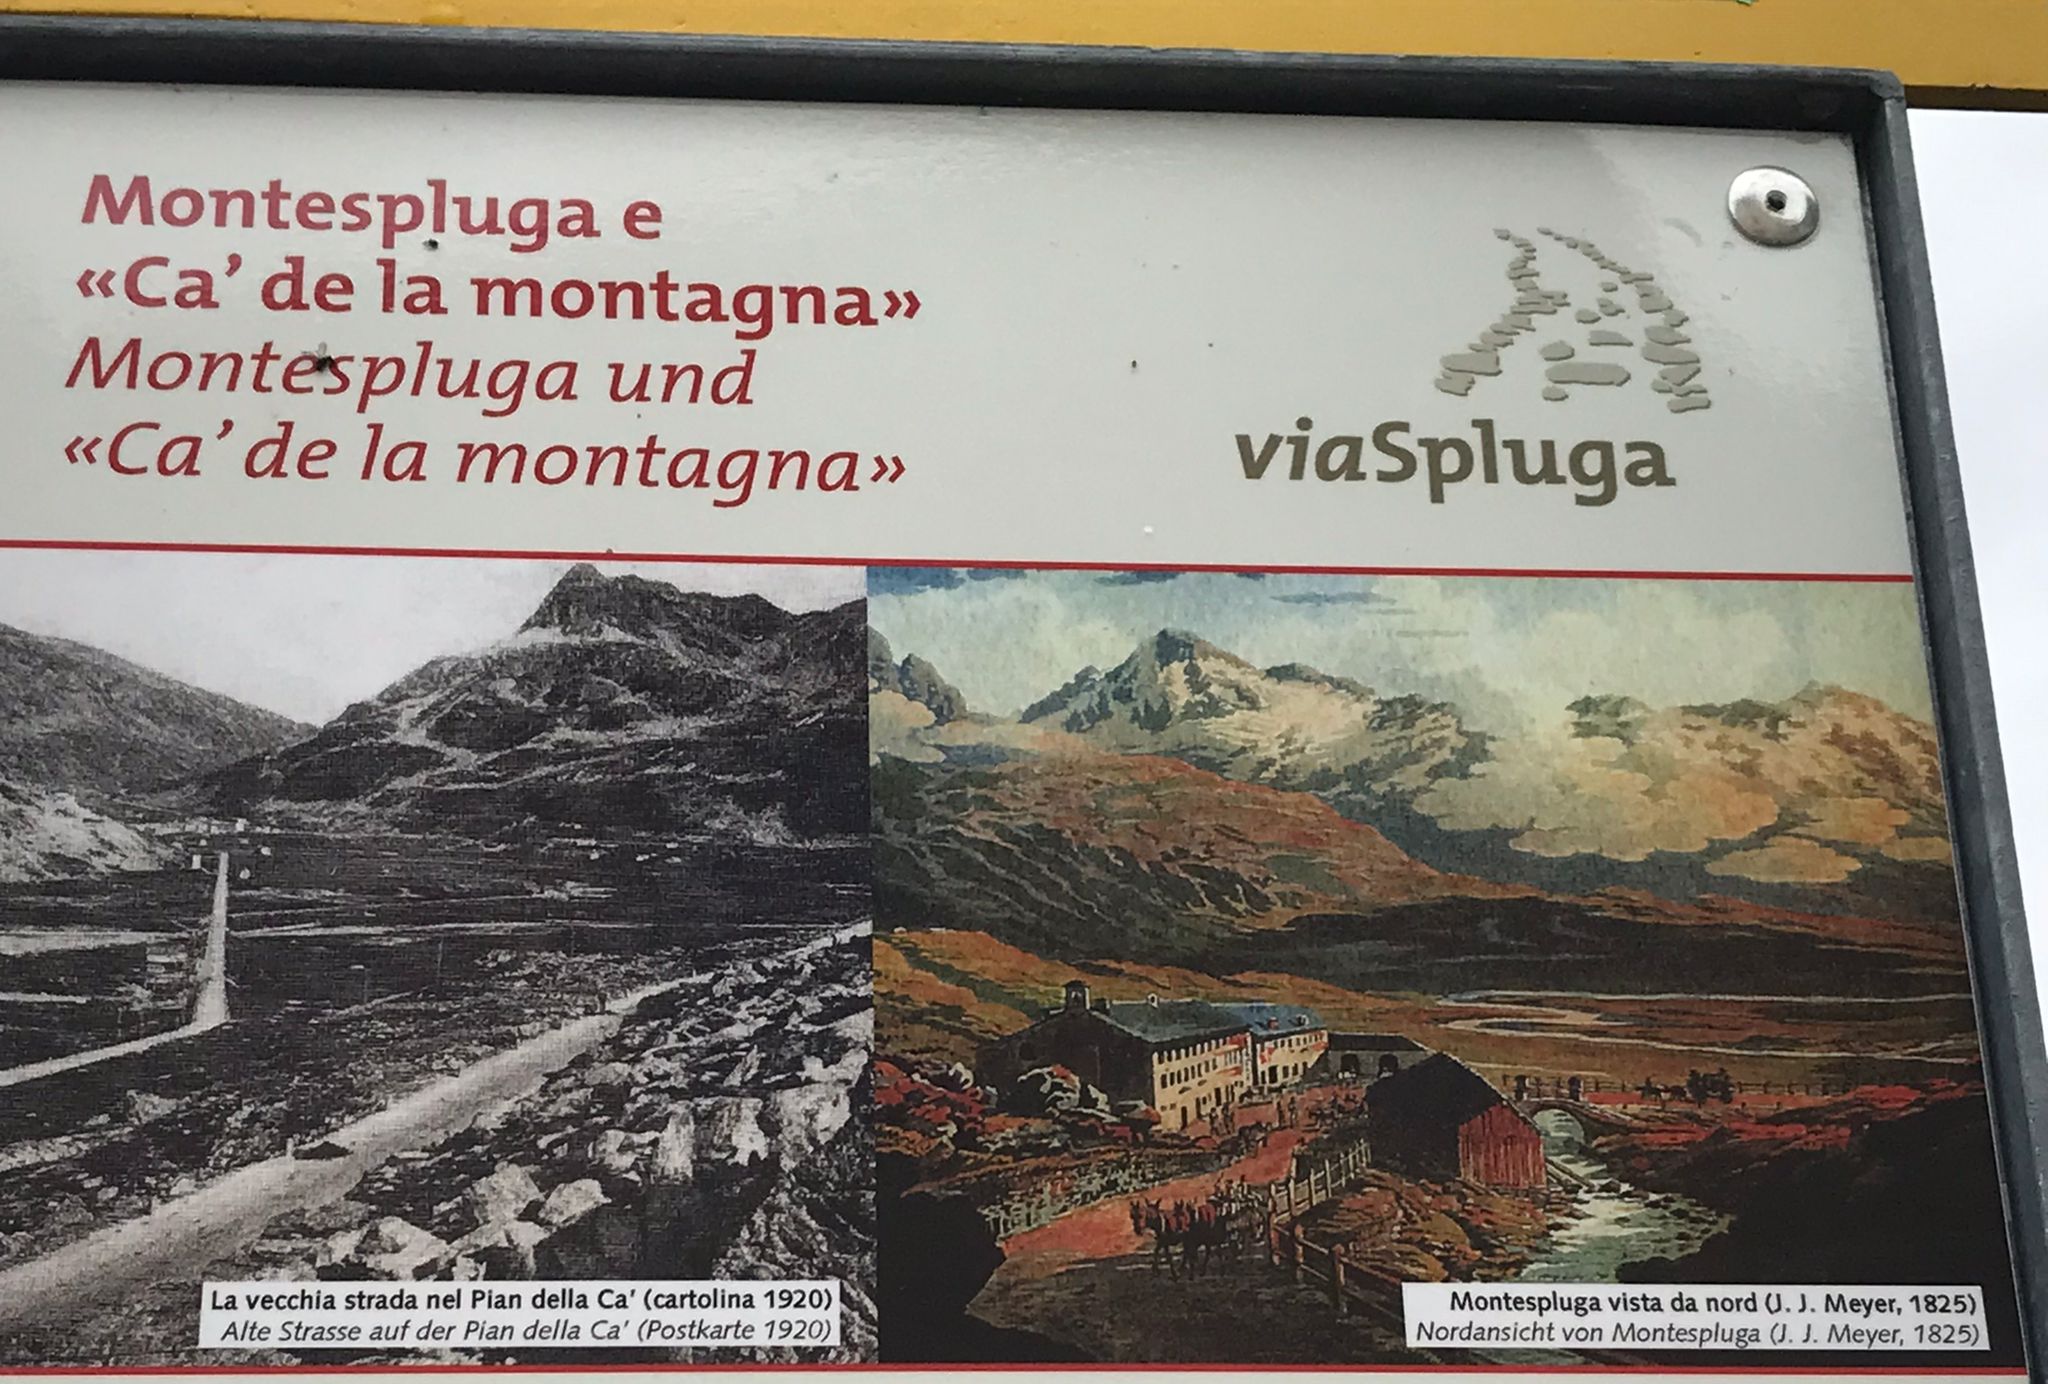 Montespluga e
«Ca' de la montagna»
Montespluga und
«Ca' de la montagna»
viaSpluga
La vecchia strada nel Pian della Ca' (cartolina 1920)
Alte Strasse auf der Pian della Ca' (Postkarte 1920)
Montespluga vista da nord (J. J. Meyer, 1825)
Nordansicht von Montespluga (J. J. Meyer, 1825)